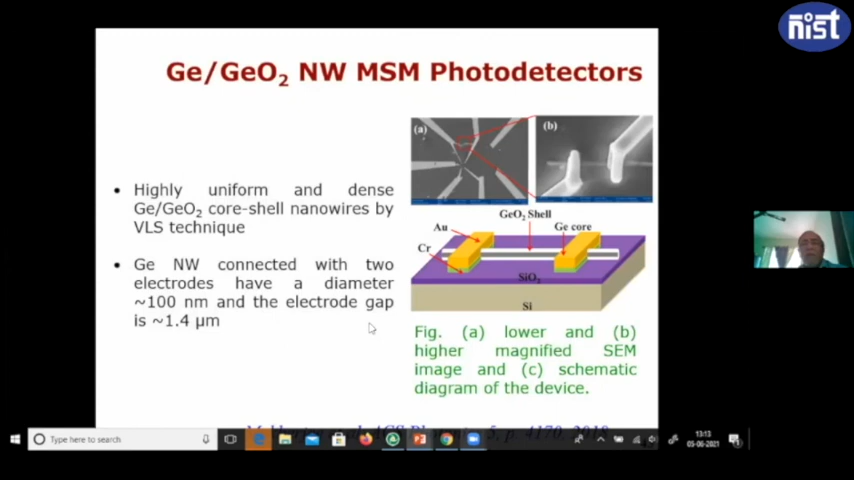 nist
Ge/GeO₂ NW MSM Photodetectors
• Highly uniform and dense
Ge/GeO₂ core-shell nanowires by
VLS technique
• Ge NW connected with two
electrodes have a diameter
~100 nm and the electrode gap
is ~1.4 µm
(a)
(b)
GeO₂ Shell
Au
Ge core
Cr
SiO₂
Si
Fig. (a) lower and (b)
higher magnified SEM
image and (c) schematic
diagram of the device.
5, p. 4170, 2018
Type here to search
13:13
05-06-2021